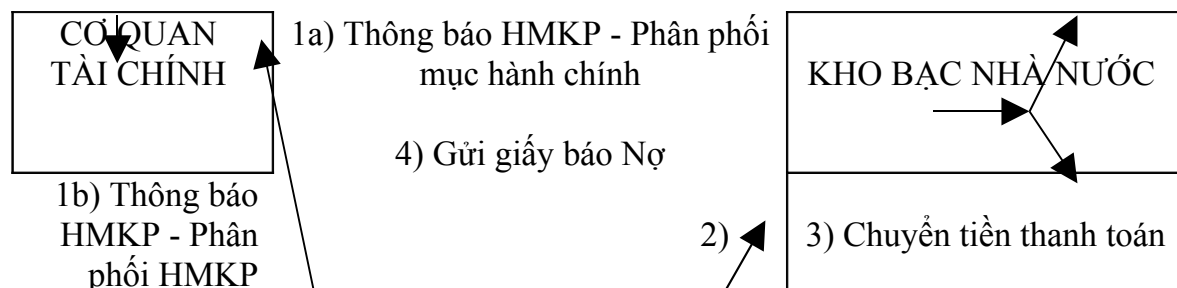 CƠ QUAN
TÀI CHÍNH
1a) Thông báo HMKP - Phân phối
mục hành chính
4) Gửi giấy báo Nợ
KHO BẠC NHÀ NƯỚC
1b) Thông báo
HMKP - Phân
phối HMKP
2)
3) Chuyển tiền thanh toán